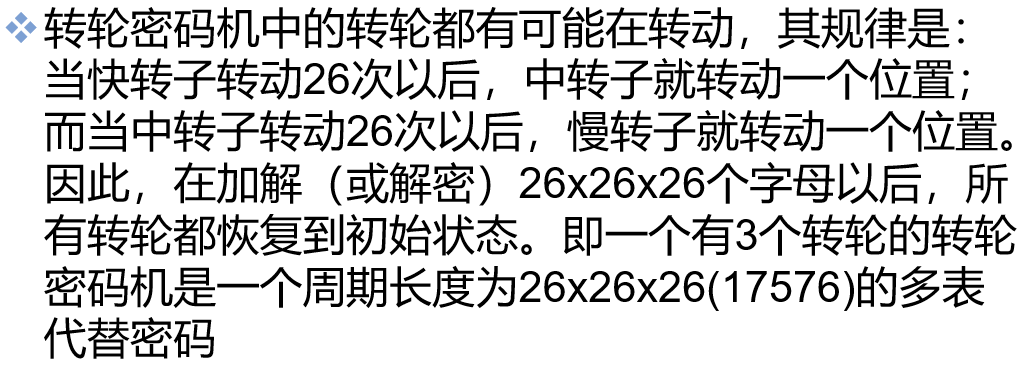 ❖转轮密码机中的转轮都有可能在转动，其规律是：
当快转子转动26次以后，中转子就转动一个位置；
而当中转子转动26次以后，慢转子就转动一个位置。
因此，在加解（或解密）26x26x26个字母以后，所
有转轮都恢复到初始状态。即一个有3个转轮的转轮
密码机是一个周期长度为26x26x26(17576)的多表
代替密码